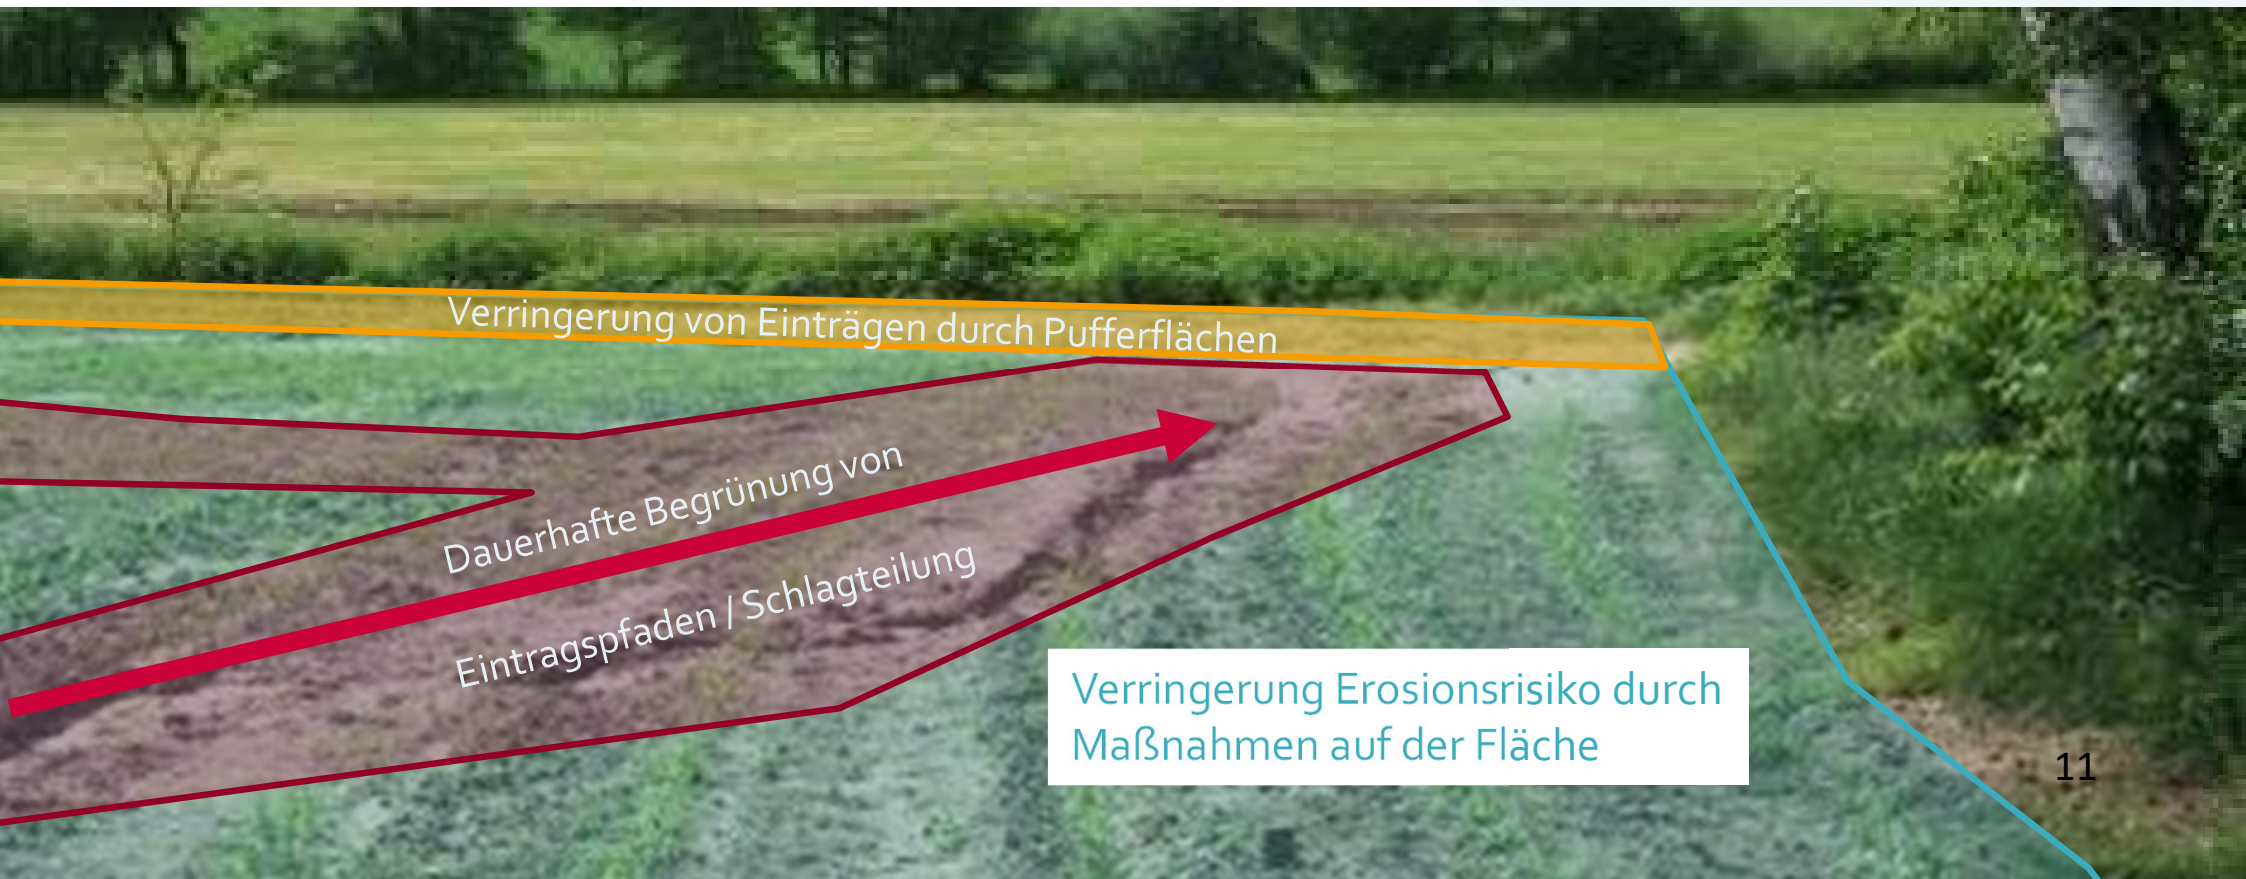 Verringerung von Einträgen durch Pufferflächen
Dauerhafte Begrünung von
Eintragspfaden / Schlagteilung
Verringerung Erosionsrisiko durch
Maßnahmen auf der Fläche
11